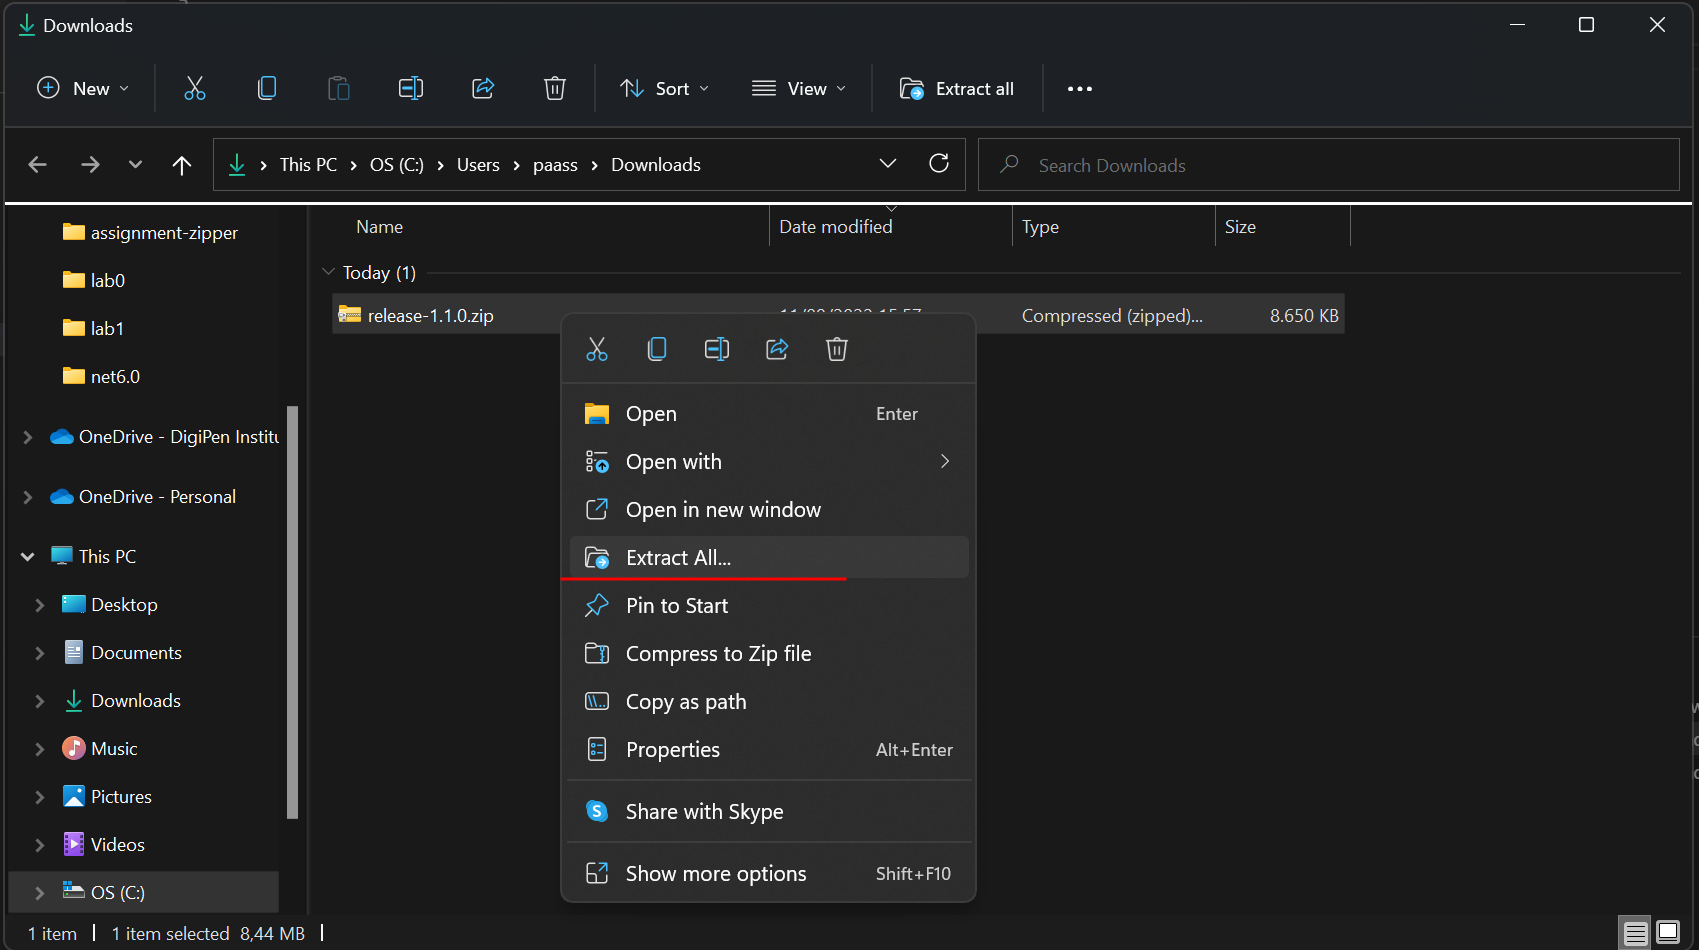 Downloads
New
Sort
View
Extract all
This PC > OS (C:) > Users > paass > Downloads
Search Downloads
Name
Date modified
Type
Size
Today (1)
release-1.1.0.zip
Compressed (zipped)...
8.650 KB
assignment-zipper
lab0
lab1
net6.0
OneDrive - DigiPen Institu
OneDrive - Personal
This PC
Desktop
Documents
Downloads
Music
Pictures
Videos
OS (C:)
Open Enter
Open with
Open in new window
Extract All...
Pin to Start
Compress to Zip file
Copy as path
Properties Alt+Enter
Share with Skype
Show more options Shift+F10
1 item | 1 item selected 8,44 MB |